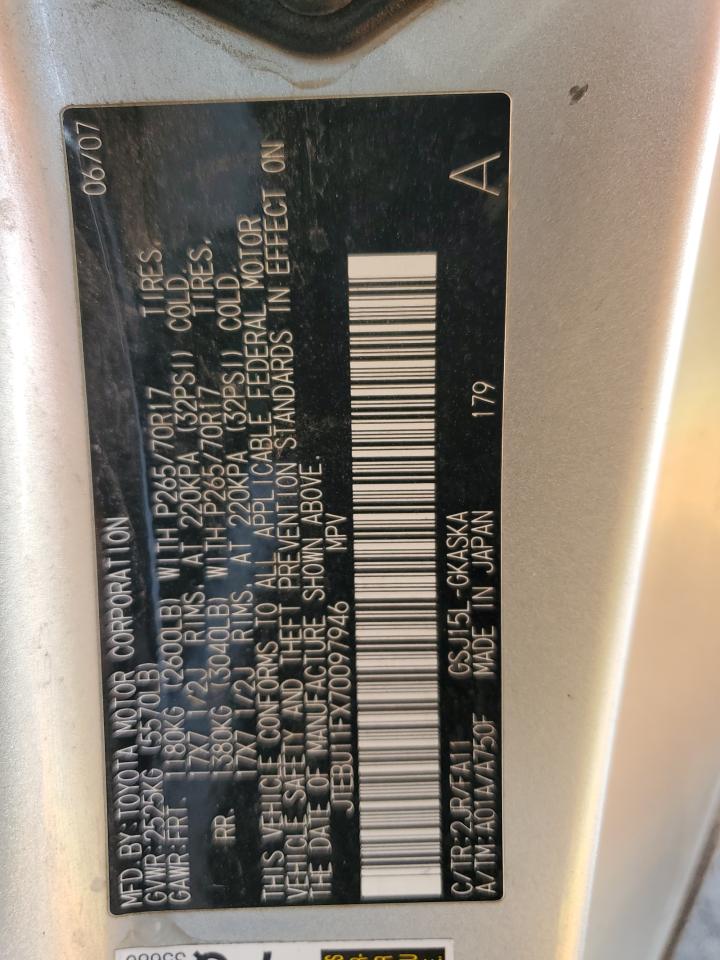 MFD.BY:TOYOTA MOTOR CORPORATION 06/07
GVWR:2525KG (5570LB)
GAWR:FRT. 1180KG (2600LB) WITH P265/70R17 TIRES,
17X7 1/2J RIMS, AT 220KPA (32PSI) COLD.
RR. 1380KG (3040LB) WITH P265/70R17 TIRES,
17X7 1/2J RIMS, AT 220KPA (32PSI) COLD.
THIS VEHICLE CONFORMS TO ALL APPLICABLE FEDERAL MOTOR
VEHICLE SAFETY AND THEFT PREVENTION STANDARDS IN EFFECT ON
THE DATE OF MANUFACTURE SHOWN ABOVE.
JTEBU11FX70097946 MPV
C/TR:2JR/FA11 GSJ15L-GKASKA
A/TM:A01A/A750F MADE IN JAPAN 179 A